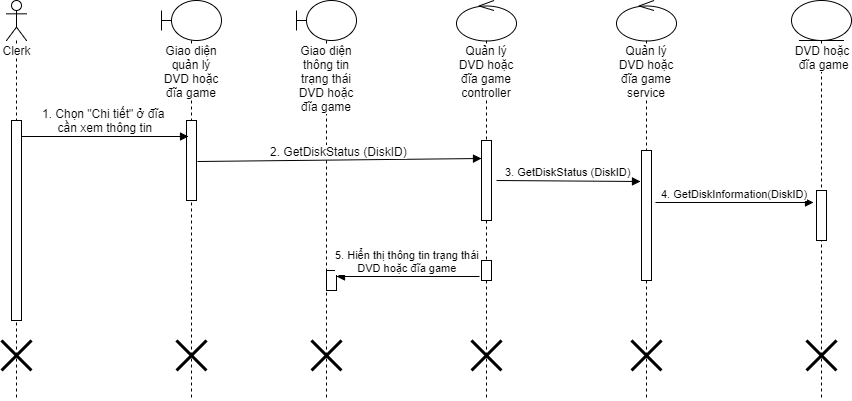 Clerk
Giao diện
quản lý
DVD hoặc
đĩa game
Giao diện
thông tin
trạng thái
DVD hoặc
đĩa game
Quản lý
DVD hoặc
đĩa game
controller
Quản lý
DVD hoặc
đĩa game
service
DVD hoặc
đĩa game
1. Chọn "Chi tiết" ở đĩa
cần xem thông tin
2. GetDiskStatus (DiskID)
3. GetDiskStatus (DiskID)
4. GetDiskInformation(DiskID)
5. Hiển thị thông tin trạng thái
DVD hoặc đĩa game